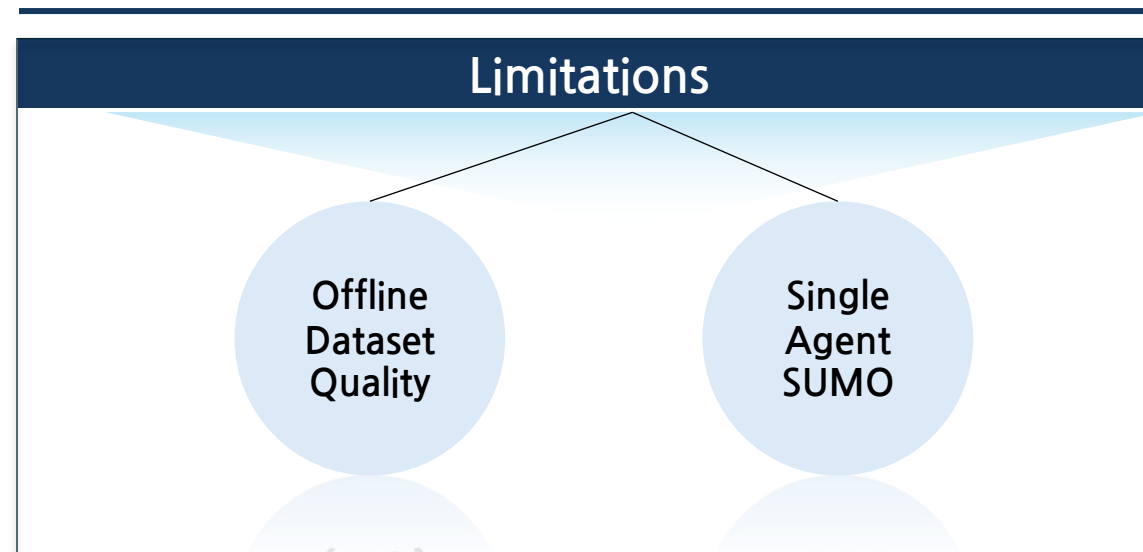 Limitations
Offline
Dataset
Quality
Single
Agent
SUMO